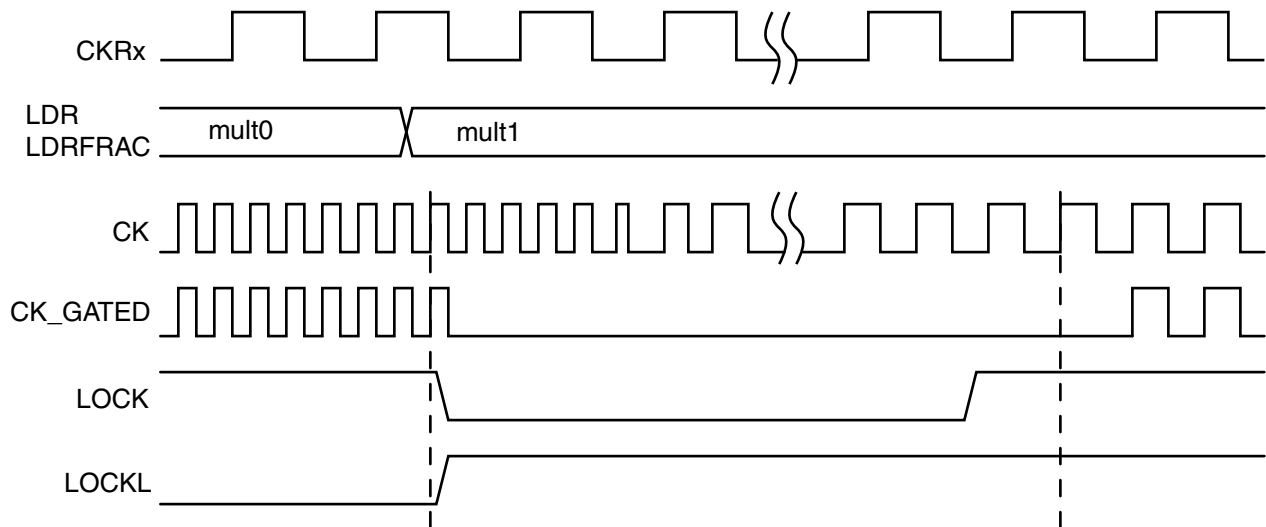 CKRx
LDR
LDRFRAC
mult0
mult1
CK
CK_GATED
LOCK
LOCKL